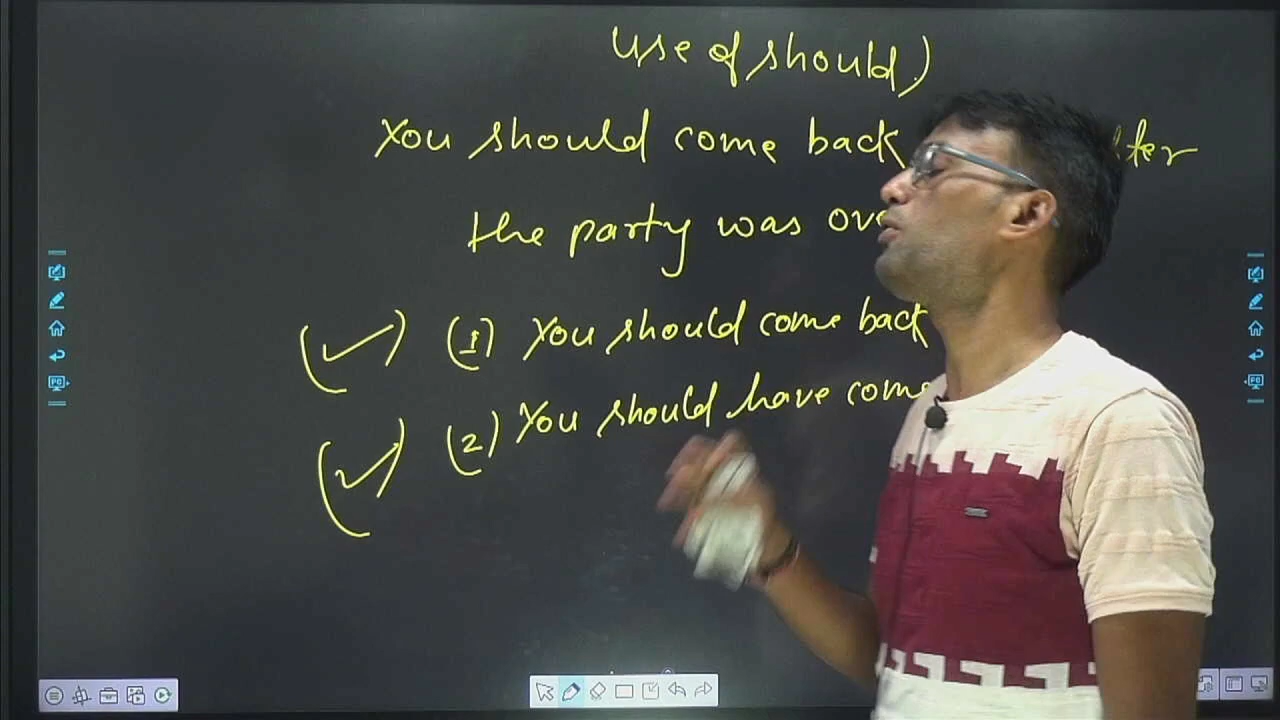 use of should)
You should come back
the party was
(✓) (1) You should come back
(✓) (2) You should have come